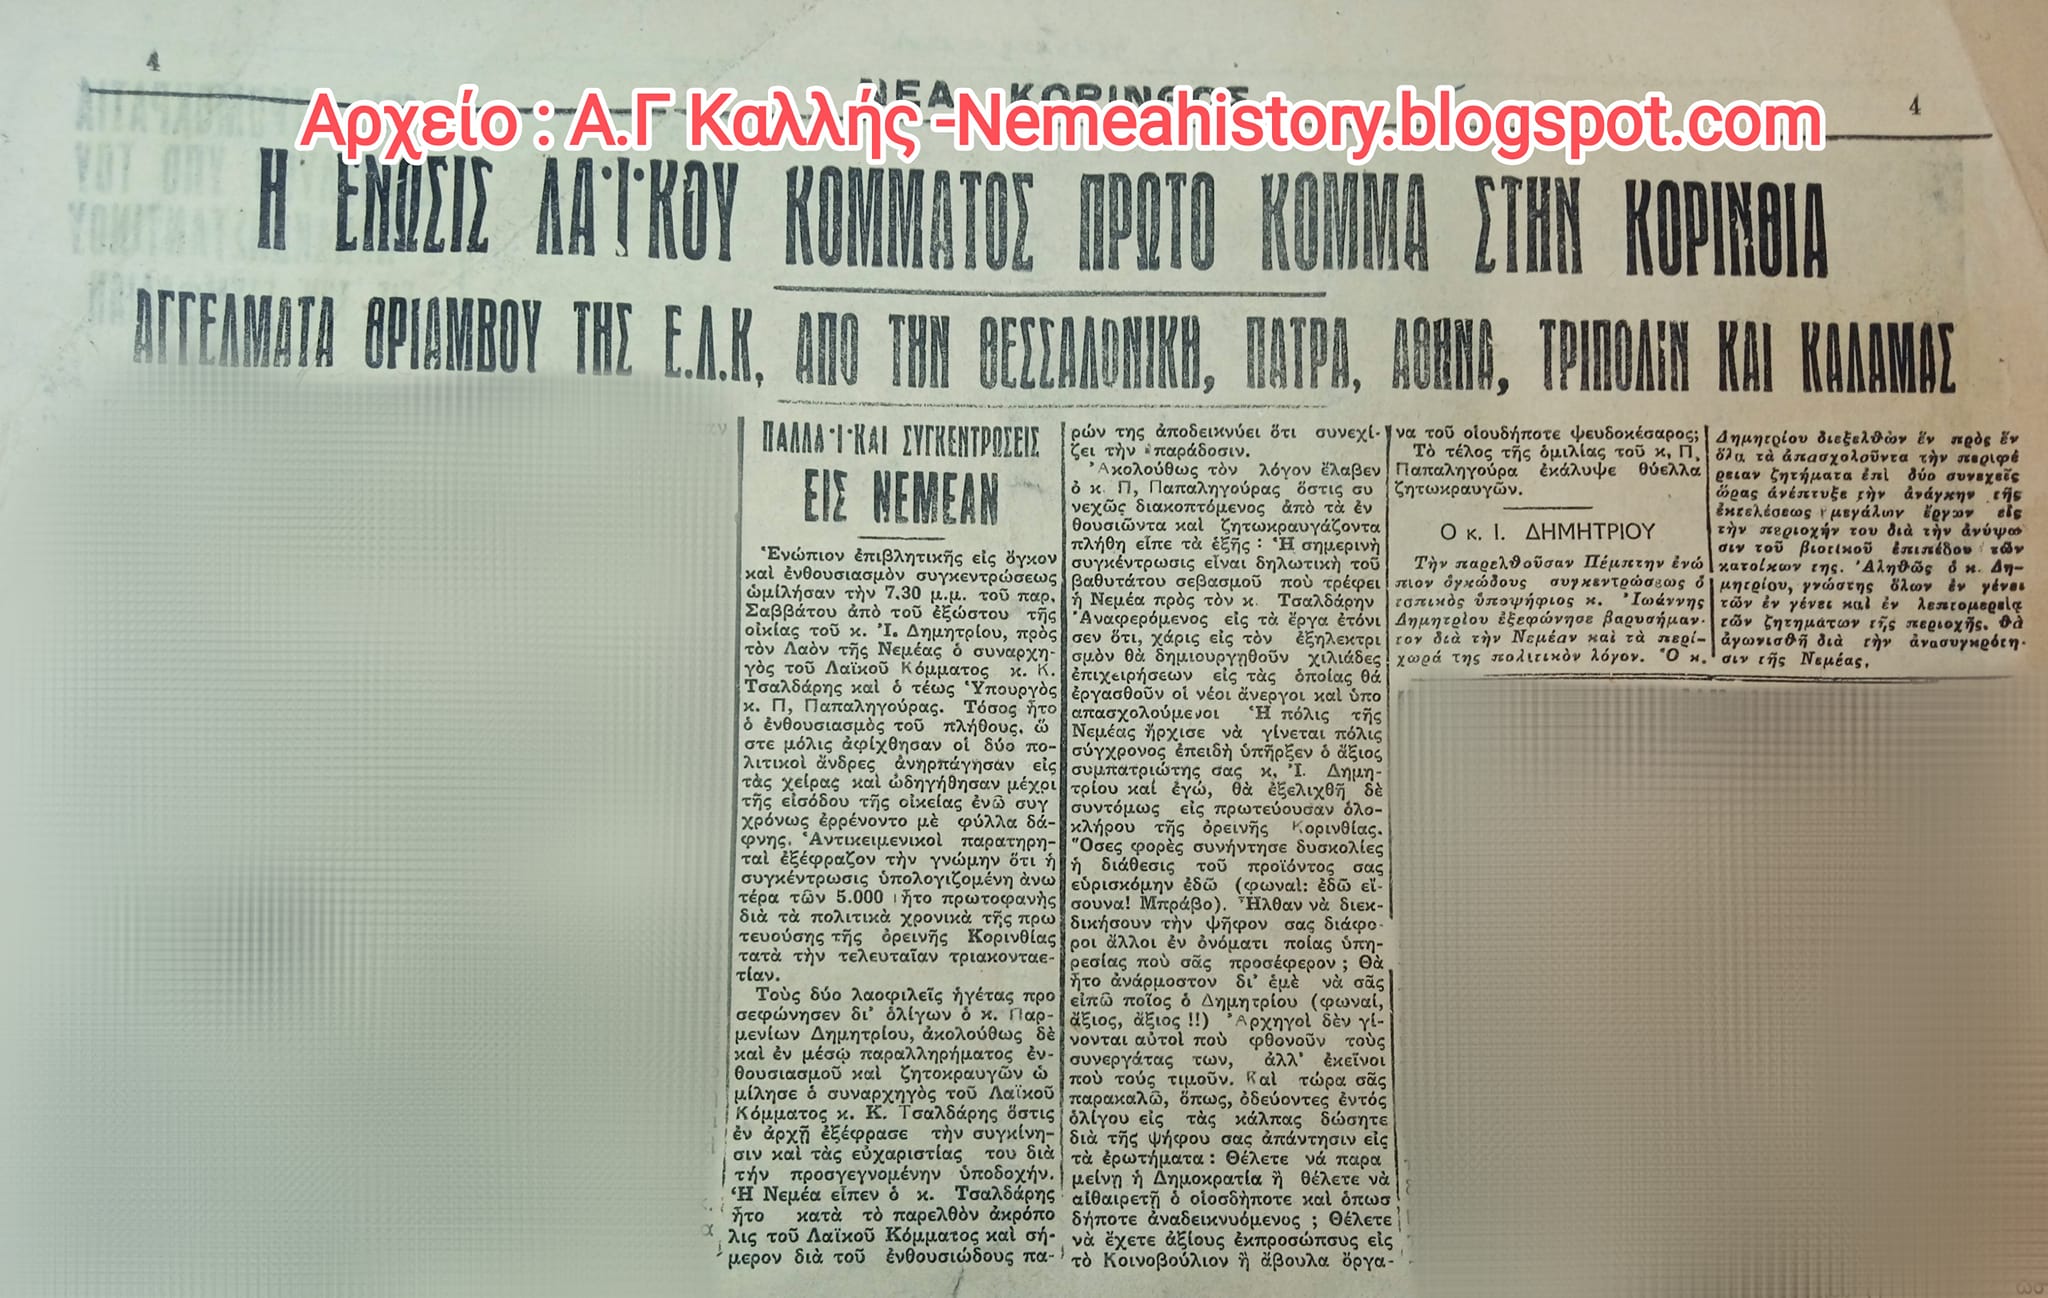 4
ΝΕΑ ΚΟΡΙΝΘΟΣ
4
Αρχείο : Α.Γ Καλλής -Nemeahistory.blogspot.com
Η ΕΝΩΣΙΣ ΛΑ·Ι·ΚΟΥ ΚΟΜΜΑΤΟΣ ΠΡΩΤΟ ΚΟΜΜΑ ΣΤΗΝ ΚΟΡΙΝΘΙΑ
ΑΓΓΕΛΜΑΤΑ ΘΡΙΑΜΒΟΥ ΤΗΣ Ε.Λ.Κ. ΑΠΟ ΤΗΝ ΘΕΣΣΑΛΟΝΙΚΗ, ΠΑΤΡΑ, ΑΘΗΝΑ, ΤΡΙΠΟΛΙΝ ΚΑΙ ΚΑΛΑΜΑΣ
ΠΑΛΛΑ·Ι·ΚΑΙ ΣΥΓΚΕΝΤΡΩΣΕΙΣ
ΕΙΣ ΝΕΜΕΑΝ
Ἐνώπιον ἐπιβλητικῆς εἰς ὄγκον
καὶ ἐνθουσιασμὸν συγκεντρώσεως
ὡμίλησαν τὴν 7.30 μ.μ. τοῦ παρ.
Σαββάτου ἀπὸ τοῦ ἐξώστου τῆς
οἰκίας τοῦ κ. Ἰ. Δημητρίου, πρὸς
τὸν Λαὸν τῆς Νεμέας ὁ συναρχη-
γὸς τοῦ Λαϊκοῦ Κόμματος κ. Κ.
Τσαλδάρης καὶ ὁ τέως Ὑπουργὸς
κ. Π, Παπαληγούρας. Τόσος ἦτο
ὁ ἐνθουσιασμὸς τοῦ πλήθους, ὥ
στε μόλις ἀφίχθησαν οἱ δύο πο-
λιτικοὶ ἄνδρες ἀνηρπάγησαν εἰς
τὰς χεῖρας καὶ ὡδηγήθησαν μέχρι
τῆς εἰσόδου τῆς οἰκείας ἐνῶ συγ
χρόνως ἐρρένοντο μὲ φύλλα δά-
φνης. Ἀντικειμενικοὶ παρατηρη-
ταὶ ἐξέφραζον τὴν γνώμην ὅτι ἡ
συγκέντρωσις ὑπολογιζομένη ἀνω
τέρα τῶν 5.000 ἦτο πρωτοφανὴς
διὰ τὰ πολιτικὰ χρονικὰ τῆς πρω
τευούσης τῆς ὀρεινῆς Κορινθίας
τατὰ τὴν τελευταῖαν τριακονταε-
τίαν.
Τοὺς δύο λαοφιλεῖς ἡγέτας προ
σεφώνησεν δι' ὀλίγων ὁ κ. Παρ-
μενίων Δημητρίου, ἀκολούθως δὲ
καὶ ἐν μέσῳ παραλληρήματος ἐν-
θουσιασμοῦ καὶ ζητοκραυγῶν ὡ
μίλησε ὁ συναρχηγὸς τοῦ Λαϊκοῦ
Κόμματος κ. Κ. Τσαλδάρης ὅστις
ἐν ἀρχῇ ἐξέφρασε τὴν συγκίνη-
σιν καὶ τὰς εὐχαριστίας του διὰ
τήν προσγεγνομένην ὑποδοχήν.
Ἡ Νεμέα εἶπεν ὁ κ. Τσαλδάρης
ἦτο κατὰ τὸ παρελθὸν ἀκρόπο
λις τοῦ Λαϊκοῦ Κόμματος καὶ σή-
μερον διὰ τοῦ ἐνθουσιώδους πα-
ρών της ἀποδεικνύει ὅτι συνεχί-
ζει τὴν παράδοσιν.
Ἀκολούθως τὸν λόγον ἔλαβεν
ὁ κ. Π, Παπαληγούρας ὅστις συ
νεχῶς διακοπτόμενος ἀπὸ τὰ ἐν
θουσιῶντα καὶ ζητωκραυγάζοντα
πλήθη εἶπε τὰ ἑξῆς : Ἡ σημερινὴ
συγκέντρωσις εἶναι δηλωτικὴ τοῦ
βαθυτάτου σεβασμοῦ ποὺ τρέφει
ἡ Νεμέα πρὸς τὸν κ. Τσαλδάρην
Ἀναφερόμενος εἰς τὰ ἔργα ἐτόνι
σεν ὅτι, χάρις εἰς τὸν ἐξηλεκτρι
σμὸν θὰ δημιουργηθοῦν χιλιάδες
ἐπιχειρήσεων εἰς τὰς ὁποίας θά
ἐργασθοῦν οἱ νέοι ἄνεργοι καὶ ὑπο
απασχολούμενοι Ἡ πόλις τῆς
Νεμέας ἤρχισε νὰ γίνεται πόλις
σύγχρονος ἐπειδὴ ὑπῆρξεν ὁ ἄξιος
συμπατριώτης σας κ. Ἰ. Δημη-
τρίου καί ἐγώ, θὰ ἐξελιχθῆ δὲ
συντόμως εἰς πρωτεύουσαν ὁλο-
κλήρου τῆς ὀρεινῆς Κορινθίας.
Ὅσες φορὲς συνήντησε δυσκολίες
ἡ διάθεσις τοῦ προϊόντος σας
εὑρισκόμην ἐδῶ (φωναὶ: ἐδῶ εἴ-
σουνα! Μπράβο). Ἦλθαν νὰ διεκ-
δικήσουν τὴν ψῆφον σας διάφο-
ροι ἄλλοι ἐν ὀνόματι ποίας ὑπη-
ρεσίας ποὺ σᾶς προσέφερον ; Θὰ
ἦτο ἀνάρμοστον δι' ἐμὲ νὰ σᾶς
εἰπῶ ποῖος ὁ Δημητρίου (φωναί,
ἄξιος, ἄξιος !!) Ἀρχηγοὶ δὲν γί-
νονται αὐτοὶ ποὺ φθονοῦν τοὺς
συνεργάτας των, ἀλλ' ἐκεῖνοι
ποὺ τοὺς τιμοῦν. Καὶ τώρα σᾶς
παρακαλῶ, ὅπως, ὁδεύοντες ἐντός
ὀλίγου εἰς τὰς κάλπας δώσητε
διὰ τῆς ψήφου σας ἀπάντησιν εἰς
τὰ ἐρωτήματα : Θέλετε νά παρα
μείνῃ ἡ Δημοκρατία ἢ θέλετε νὰ
αἰθαιρετῇ ὁ οἱοσδήποτε καὶ ὁπωσ
δήποτε ἀναδεικνυόμενος ; Θέλετε
νὰ ἔχετε ἀξίους ἐκπροσώπσυς εἰς
τὸ Κοινοβούλιον ἢ ἄβουλα ὄργα-
να τοῦ οἱουδήποτε ψευδοκέσαρος;
Τὸ τέλος τῆς ὁμιλίας τοῦ κ, Π,
Παπαληγούρα ἐκάλυψε θύελλα
ζητωκραυγῶν.
Ο κ. Ι. ΔΗΜΗΤΡΙΟΥ
Τὴν παρελθοῦσαν Πέμπτην ἐνώ
πιον ὀγκώδους συγκεντρώσεως ὁ
τοπικὸς ὑποψήφιος κ. Ἰωάννης
Δημητρίου ἐξεφώνησε βαρυσήμαν-
τον διὰ τὴν Νεμέαν καὶ τὰ περί-
χωρά της πολιτικὸν λόγον. Ὁ κ.
Δημητρίου διεξελθὼν ἓν πρὸς ἓν
ὅλα τὰ ἀπασχολοῦντα τὴν περιφέ
ρειαν ζητήματα ἐπὶ δύο συνεχεῖς
ὥρας ἀνέπτυξε τὴν ἀνάγκην τῆς
ἐκτελέσεως μεγάλων ἔργων εἰς
τὴν περιοχήν του διὰ τὴν ἀνύψω
σιν τοῦ βιοτικοῦ ἐπιπέδου τῶν
κατοίκων της. Ἀληθῶς ὁ κ. Δη-
μητρίου, γνώστης ὅλων ἐν γένει
τῶν ἐν γένει καὶ ἐν λεπτομερείᾳ
τῶν ζητημάτων τῆς περιοχῆς. θὰ
ἀγωνισθῆ διὰ τὴν ἀνασυγκρότη-
σιν τῆς Νεμέας.